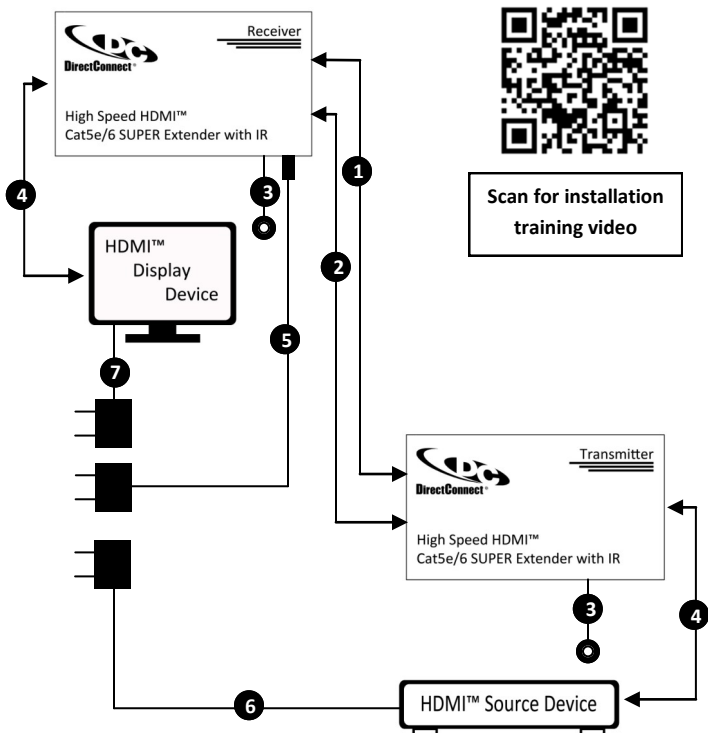 Receiver
DC
DirectConnect®
High Speed HDMI™
Cat5e/6 SUPER Extender with IR
1
3
4
Scan for installation
training video
HDMI™
Display
Device
2
5
7
Transmitter
DC
DirectConnect®
High Speed HDMI™
Cat5e/6 SUPER Extender with IR
3
4
HDMI™ Source Device
6